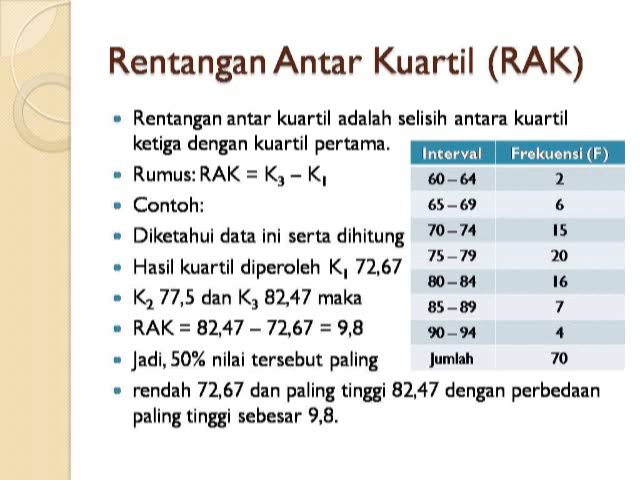 Rentangan Antar Kuartil (RAK)
Rentangan antar kuartil adalah selisih antara kuartil
ketiga dengan kuartil pertama.
Rumus: RAK = K₃ – K₁
Contoh:
Diketahui data ini serta dihitung
Hasil kuartil diperoleh K₁ 72,67
K₂ 77,5 dan K₃ 82,47 maka
RAK = 82,47 – 72,67 = 9,8
Jadi, 50% nilai tersebut paling
rendah 72,67 dan paling tinggi 82,47 dengan perbedaan
paling tinggi sebesar 9,8.
Interval Frekuensi (F)
60 – 64 2
65 – 69 6
70 – 74 15
75 – 79 20
80 – 84 16
85 – 89 7
90 – 94 4
Jumlah 70